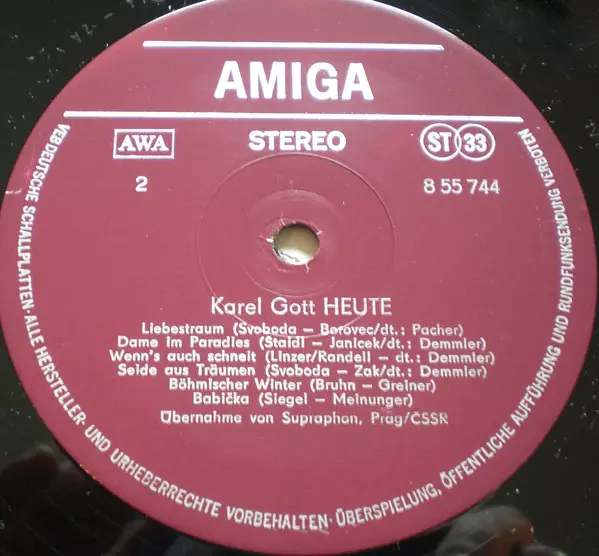 AMIGA
AWA STEREO ST 33
2 8 55 744
Karel Gott HEUTE
Liebestraum (Svoboda – Borovec/dt.: Pacher)
Dame im Paradies (Staidl – Janicek/dt.: Demmler)
Wenn's auch schneit (Linzer/Randell – dt.: Demmler)
Seide aus Träumen (Svoboda – Zak/dt.: Demmler)
Böhmischer Winter (Bruhn – Greiner)
Babička (Siegel – Meinunger)
Übernahme von Supraphon, Prag/ČSSR
VEB DEUTSCHE SCHALLPLATTEN · ALLE HERSTELLER- UND URHEBERRECHTE VORBEHALTEN · ÜBERSPIELUNG, ÖFFENTLICHE AUFFÜHRUNG UND RUNDFUNKSENDUNG VERBOTEN